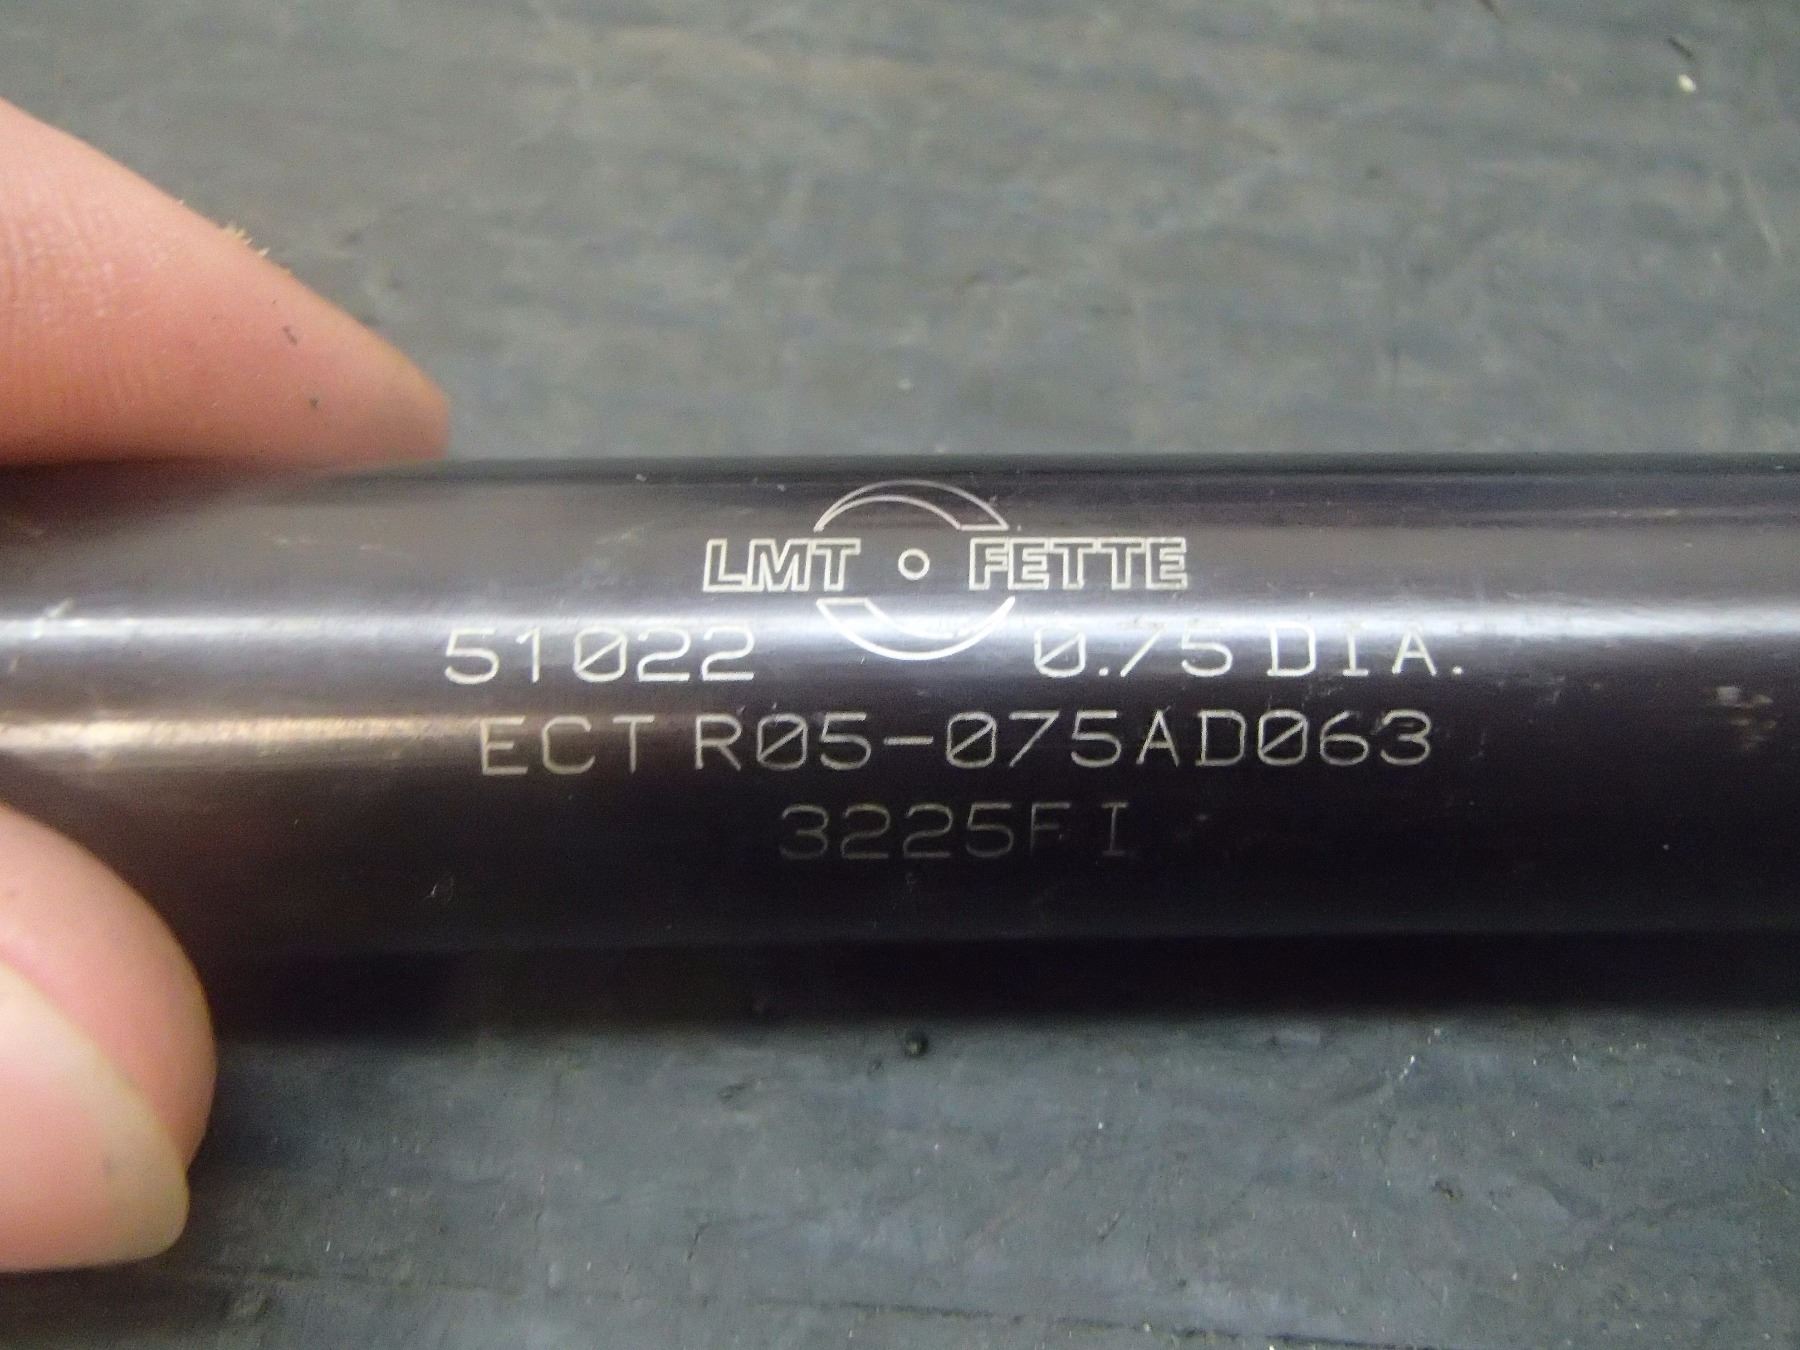 LMT FETTE
51022 0.75 DIA.
ECT R05-075AD063
3225FI